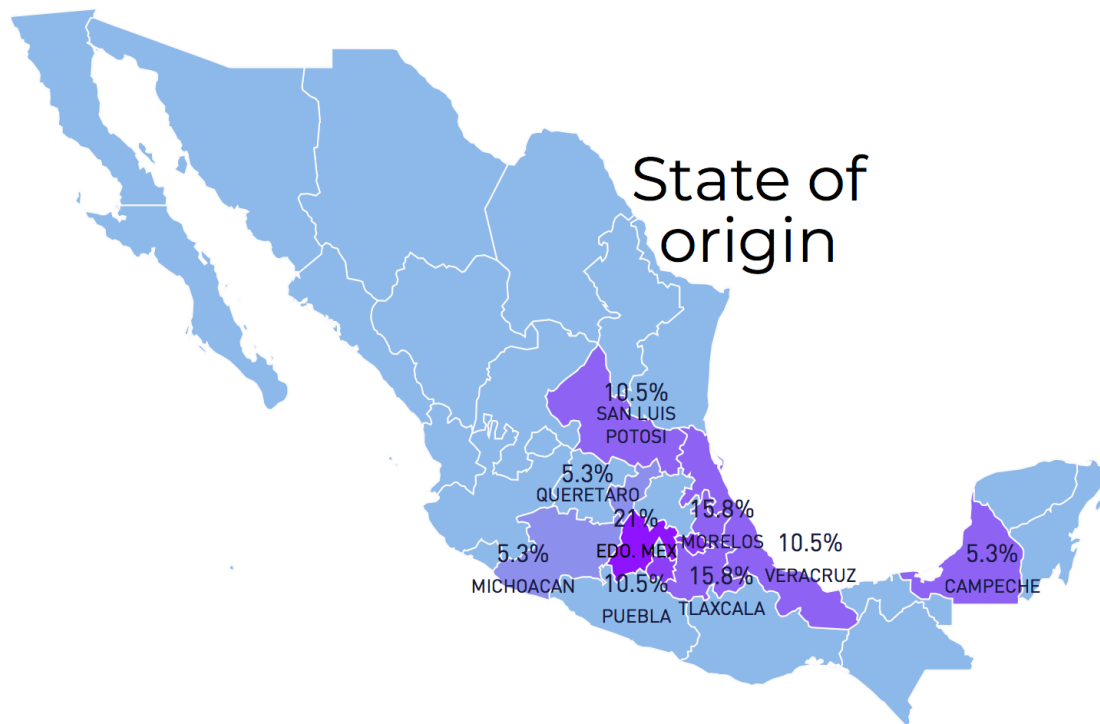 State of
origin
10.5%
SAN LUIS
POTOSI
5.3%
QUERETARO
21%
EDO. MEX
15.8%
MORELOS
10.5%
VERACRUZ
5.3%
CAMPECHE
5.3%
MICHOACAN
10.5%
PUEBLA
15.8%
TLAXCALA